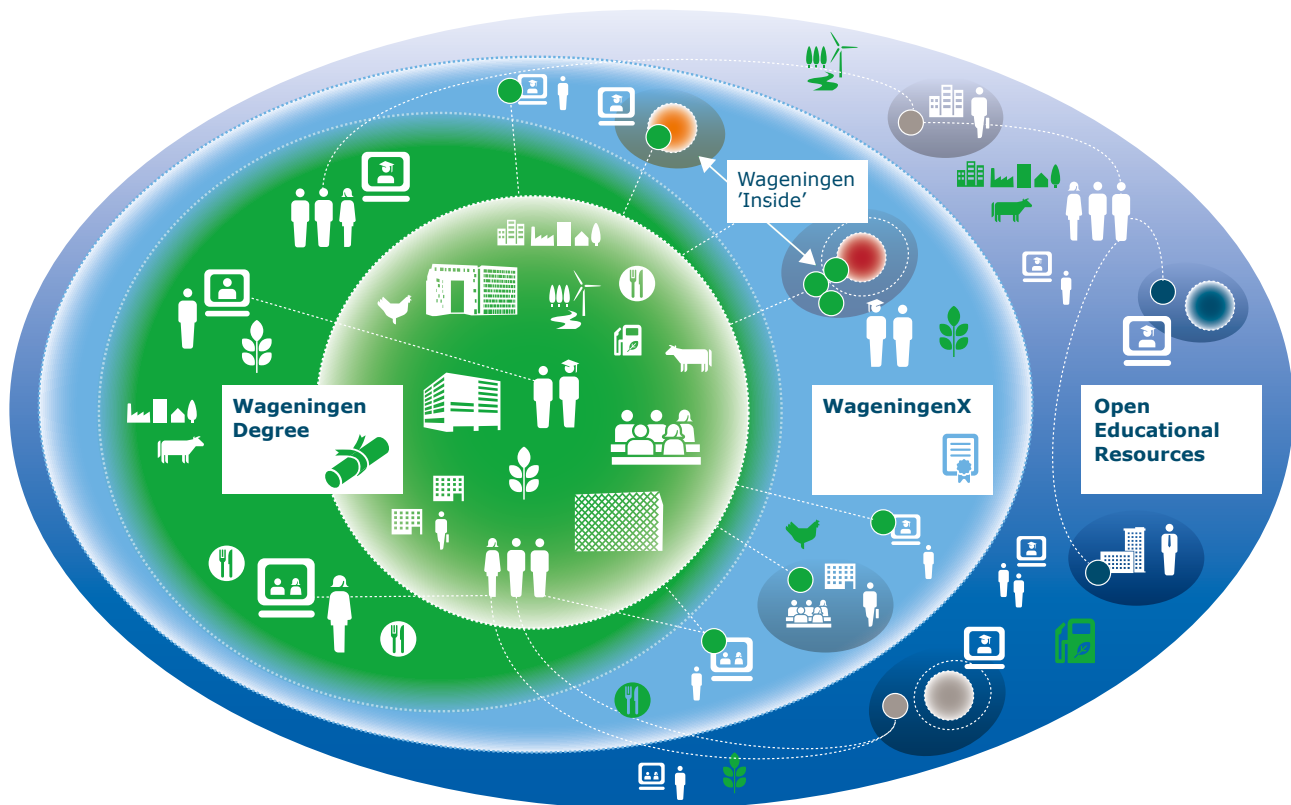 Wageningen
’Inside’
Wageningen
Degree
WageningenX
Open
Educational
Resources